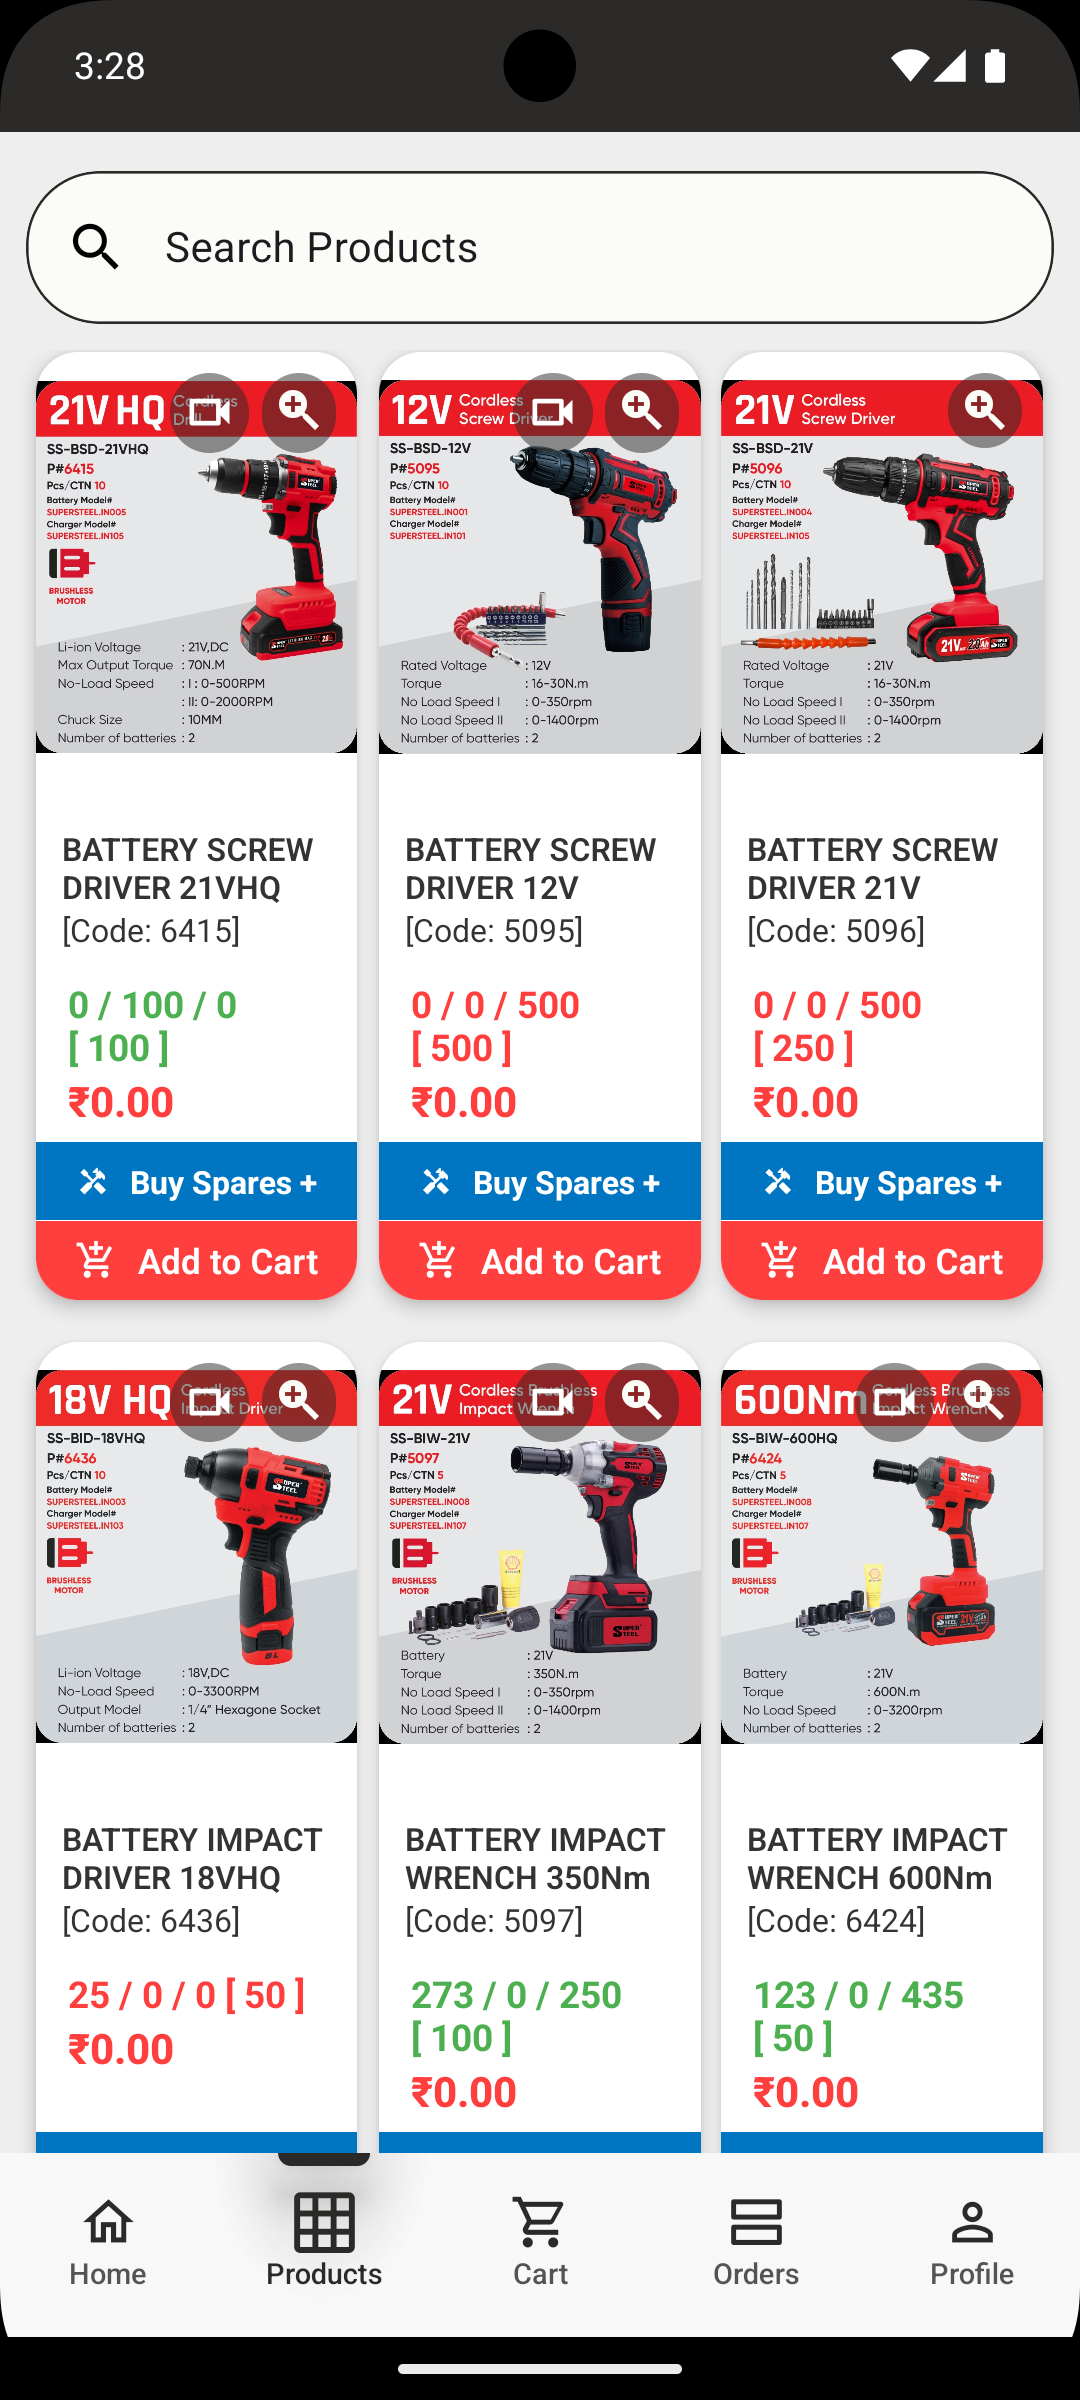 3:28
Search Products
21V HQ Cordless
Drill
SS-BSD-21VHQ
P#6415
Pcs/CTN 10
Battery Model#
SUPERSTEEL.IN005
Charger Model#
SUPERSTEEL.IN105
BRUSHLESS
MOTOR
Li-ion Voltage : 21V,DC
Max Output Torque : 70N.M
No-Load Speed : I : 0-500RPM
: II: 0-2000RPM
Chuck Size : 10MM
Number of batteries : 2
BATTERY SCREW
DRIVER 21VHQ
[Code: 6415]
0 / 100 / 0
[ 100 ]
₹0.00
Buy Spares +
Add to Cart
12V Cordless
Screw Driver
SS-BSD-12V
P#5095
Pcs/CTN 10
Battery Model#
SUPERSTEEL.IN001
Charger Model#
SUPERSTEEL.IN101
Rated Voltage : 12V
Torque : 16-30N.m
No Load Speed I : 0-350rpm
No Load Speed II : 0-1400rpm
Number of batteries : 2
BATTERY SCREW
DRIVER 12V
[Code: 5095]
0 / 0 / 500
[ 500 ]
₹0.00
Buy Spares +
Add to Cart
21V Cordless
Screw Driver
SS-BSD-21V
P#5096
Pcs/CTN 10
Battery Model#
SUPERSTEEL.IN004
Charger Model#
SUPERSTEEL.IN105
SUPER
STEEL
21V 2.0Ah
Rated Voltage : 21V
Torque : 16-30N.m
No Load Speed I : 0-350rpm
No Load Speed II : 0-1400rpm
Number of batteries : 2
BATTERY SCREW
DRIVER 21V
[Code: 5096]
0 / 0 / 500
[ 250 ]
₹0.00
Buy Spares +
Add to Cart
18V HQ Cordless
Impact Driver
SS-BID-18VHQ
P#6436
Pcs/CTN 10
Battery Model#
SUPERSTEEL.IN003
Charger Model#
SUPERSTEEL.IN103
SUPER
STEEL
BRUSHLESS
MOTOR
Li-ion Voltage : 18V,DC
No-Load Speed : 0-3300RPM
Output Model : 1/4" Hexagone Socket
Number of batteries : 2
BATTERY IMPACT
DRIVER 18VHQ
[Code: 6436]
25 / 0 / 0 [ 50 ]
₹0.00
21V Cordless Brushless
Impact Wrench
SS-BIW-21V
P#5097
Pcs/CTN 5
Battery Model#
SUPERSTEEL.IN008
Charger Model#
SUPERSTEEL.IN107
BRUSHLESS
MOTOR
SUPER
STEEL
Battery : 21V
Torque : 350N.m
No Load Speed I : 0-350rpm
No Load Speed II : 0-1400rpm
Number of batteries : 2
BATTERY IMPACT
WRENCH 350Nm
[Code: 5097]
273 / 0 / 250
[ 100 ]
₹0.00
600Nm Cordless Brushless
Impact Wrench
SS-BIW-600HQ
P#6424
Pcs/CTN 5
Battery Model#
SUPERSTEEL.IN008
Charger Model#
SUPERSTEEL.IN107
BRUSHLESS
MOTOR
SUPER
STEEL
21V
Battery : 21V
Torque : 600N.m
No Load Speed : 0-3200rpm
Number of batteries : 2
BATTERY IMPACT
WRENCH 600Nm
[Code: 6424]
123 / 0 / 435
[ 50 ]
₹0.00
Home
Products
Cart
Orders
Profile